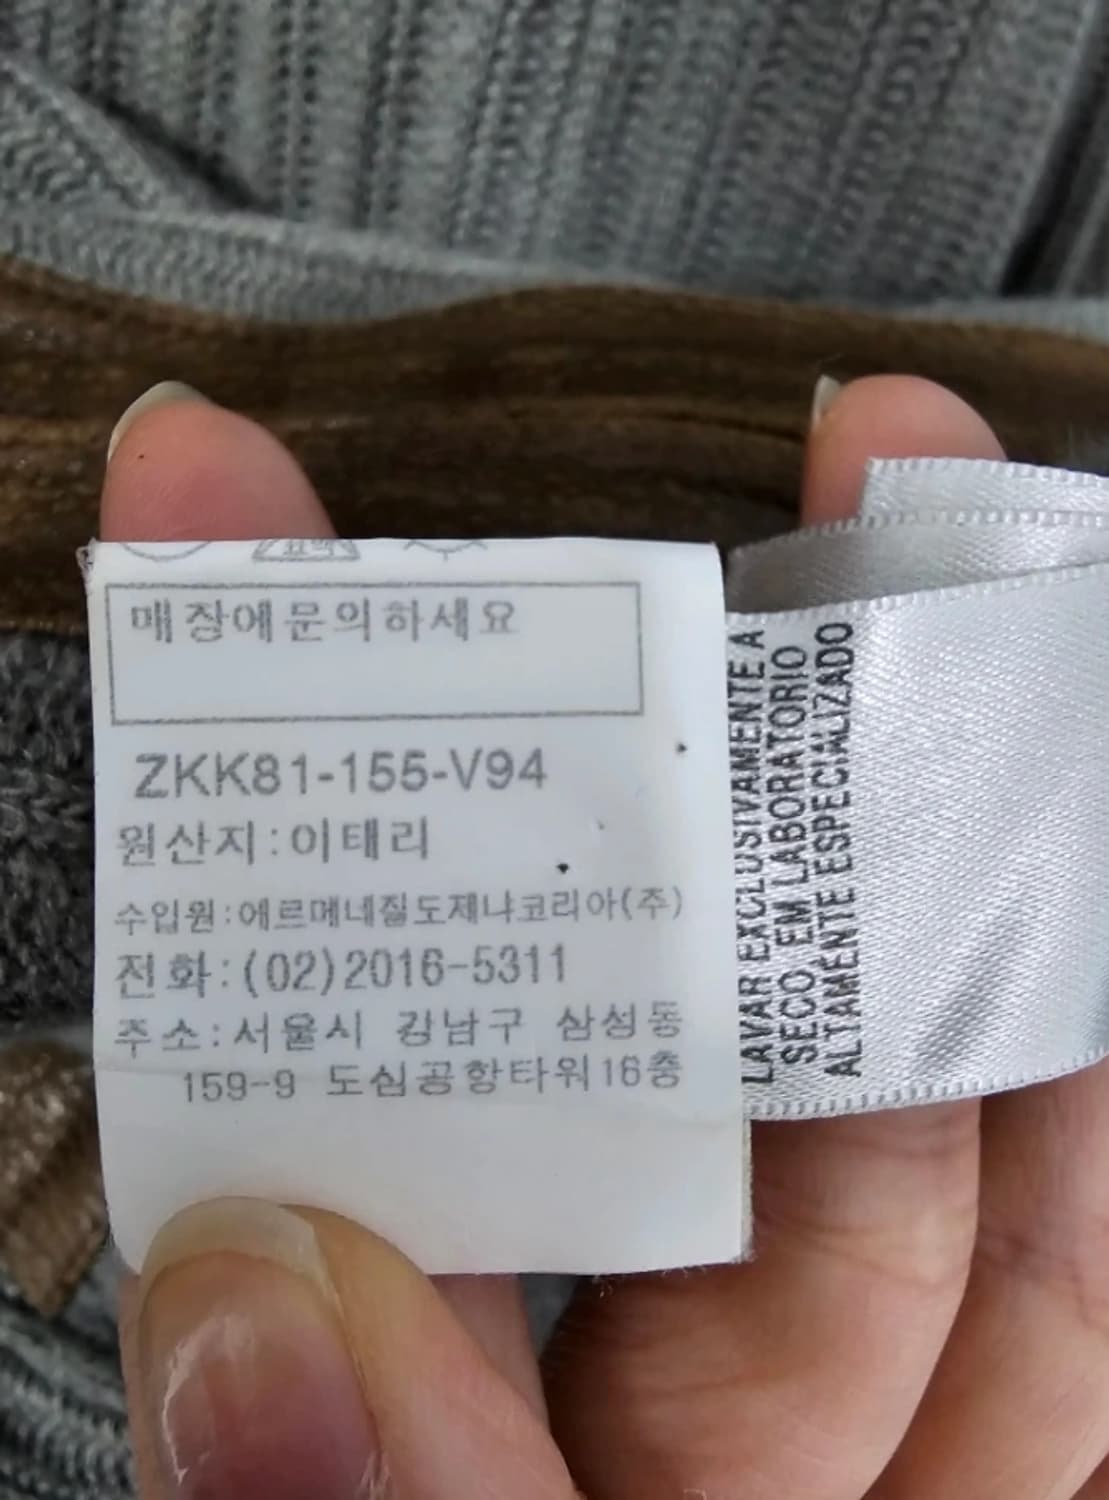 매장에문의하세요
ZKK81-155-V94
원산지:이태리
수입원:에르메네질도제냐코리아(주)
전화:(02)2016-5311
주소:서울시 강남구 삼성동
159-9 도심공항타워16층
LAVAR EXCLUSIVAMENTE A
SECO EM LABORATORIO
ALTAMENTE ESPECIALIZADO